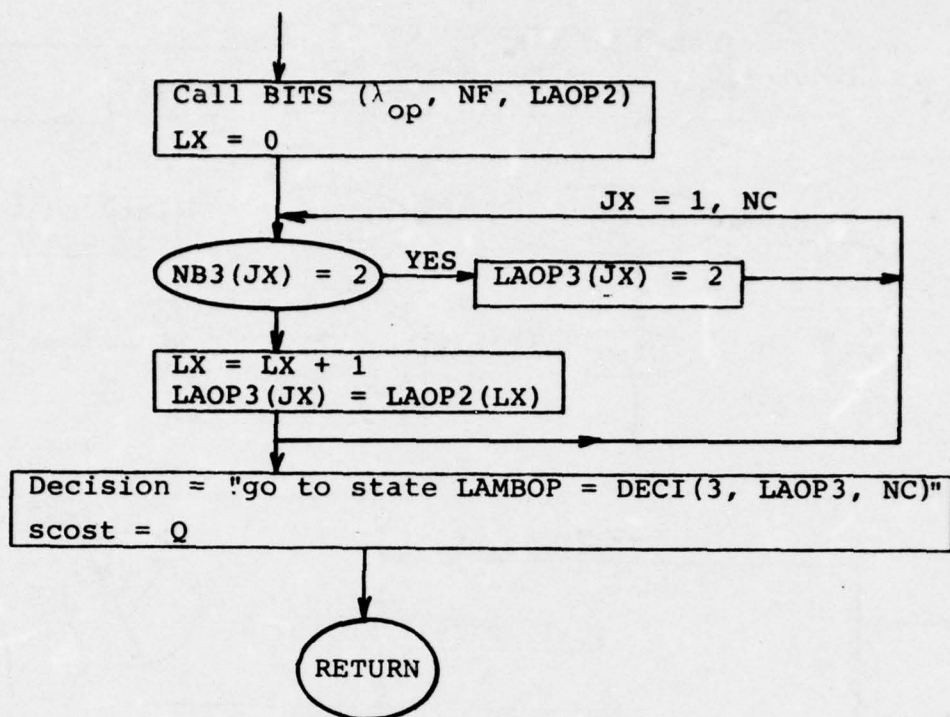 Call BITS (λop, NF, LAOP2)
LX = 0
JX = 1, NC
NB3(JX) = 2
YES
LAOP3(JX) = 2
LX = LX + 1
LAOP3(JX) = LAOP2(LX)
Decision = "go to state LAMBOP = DECI(3, LAOP3, NC)"
scost = Q
RETURN